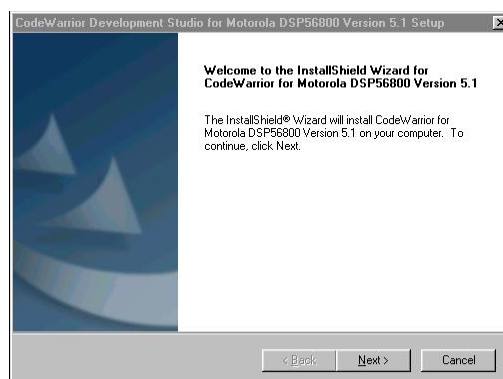 CodeWarrior Development Studio for Motorola DSP56800 Version 5.1 Setup
Welcome to the InstallShield Wizard for
CodeWarrior for Motorola DSP56800 Version 5.1
The InstallShield® Wizard will install CodeWarrior for
Motorola DSP56800 Version 5.1 on your computer. To
continue, click Next.
< Back Next > Cancel